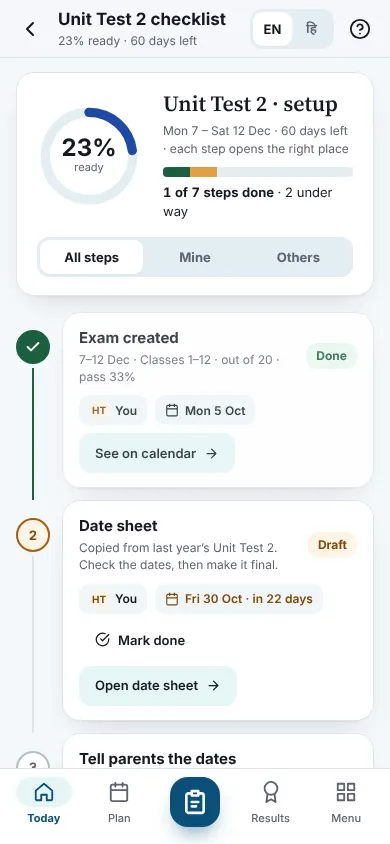 Unit Test 2 checklist
23% ready · 60 days left
EN
हि
23%
ready
Unit Test 2 · setup
Mon 7 – Sat 12 Dec · 60 days left
· each step opens the right place
1 of 7 steps done · 2 under
way
All steps
Mine
Others
Exam created
7–12 Dec · Classes 1–12 · out of 20 ·
pass 33%
Done
HT You
Mon 5 Oct
See on calendar →
2
Date sheet
Copied from last year's Unit Test 2.
Check the dates, then make it final.
Draft
HT You
Fri 30 Oct · in 22 days
Mark done
Open date sheet →
3
Tell parents the dates
Today
Plan
Results
Menu